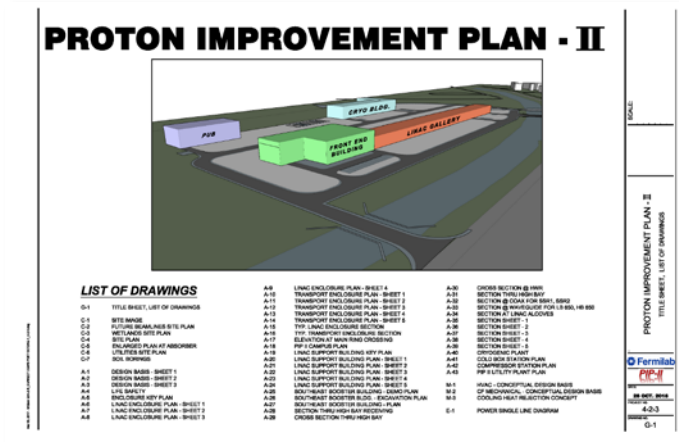 PROTON IMPROVEMENT PLAN - II
CRYO BLDG.
PUB
LINAC GALLERY
FRONT END
BUILDING
LIST OF DRAWINGS
G-1 TITLE SHEET, LIST OF DRAWINGS
C-1 SITE IMAGE
C-2 FUTURE BEAMLINES SITE PLAN
C-3 WETLANDS SITE PLAN
C-4 SITE PLAN
C-5 ENLARGED PLAN AT ABSORBER
C-6 UTILITIES SITE PLAN
C-7 SOIL BORINGS
A-1 DESIGN BASIS - SHEET 1
A-2 DESIGN BASIS - SHEET 2
A-3 DESIGN BASIS - SHEET 3
A-4 LIFE SAFETY
A-5 ENCLOSURE KEY PLAN
A-6 LINAC ENCLOSURE PLAN - SHEET 1
A-7 LINAC ENCLOSURE PLAN - SHEET 2
A-8 LINAC ENCLOSURE PLAN - SHEET 3
A-9 LINAC ENCLOSURE PLAN - SHEET 4
A-10 TRANSPORT ENCLOSURE PLAN - SHEET 1
A-11 TRANSPORT ENCLOSURE PLAN - SHEET 2
A-12 TRANSPORT ENCLOSURE PLAN - SHEET 3
A-13 TRANSPORT ENCLOSURE PLAN - SHEET 4
A-14 TRANSPORT ENCLOSURE PLAN - SHEET 5
A-15 TYP. LINAC ENCLOSURE SECTION
A-16 TYP. TRANSPORT ENCLOSURE SECTION
A-17 ELEVATION AT MAIN RING CROSSING
A-18 PIP II CAMPUS PLAN
A-19 LINAC SUPPORT BUILDING KEY PLAN
A-20 LINAC SUPPORT BUILDING PLAN - SHEET 1
A-21 LINAC SUPPORT BUILDING PLAN - SHEET 2
A-22 LINAC SUPPORT BUILDING PLAN - SHEET 3
A-23 LINAC SUPPORT BUILDING PLAN - SHEET 4
A-24 LINAC SUPPORT BUILDING PLAN - SHEET 5
A-25 SOUTHEAST BOOSTER BUILDING - DEMO PLAN
A-26 SOUTHEAST BOOSTER BLDG. - EXCAVATION PLAN
A-27 SOUTHEAST BOOSTER BUILDING - PLAN
A-28 SECTION THRU HIGH BAY RECEIVING
A-29 CROSS SECTION THRU HIGH BAY
A-30 CROSS SECTION @ HWR
A-31 SECTION THRU HIGH BAY
A-32 SECTION @ COAX FOR SSR1, SSR2
A-33 SECTION @ WAVEGUIDE FOR LB 650, HB 650
A-34 SECTION AT LINAC ALCOVES
A-35 SECTION SHEET - 1
A-36 SECTION SHEET - 2
A-37 SECTION SHEET - 3
A-38 SECTION SHEET - 4
A-39 SECTION SHEET - 5
A-40 CRYOGENIC PLANT
A-41 COLD BOX STATION PLAN
A-42 COMPRESSOR STATION PLAN
A-43 PIP II UTILITY PLANT PLAN
M-1 HVAC - CONCEPTUAL DESIGN BASIS
M-2 CF MECHANICAL - CONCEPTUAL DESIGN BASIS
M-3 COOLING HEAT REJECTION CONCEPT
E-1 POWER SINGLE LINE DIAGRAM
SCALE:
PROTON IMPROVEMENT PLAN - II
TITLE SHEET, LIST OF DRAWINGS
Fermilab
PIP-II
4-2-3
G-1